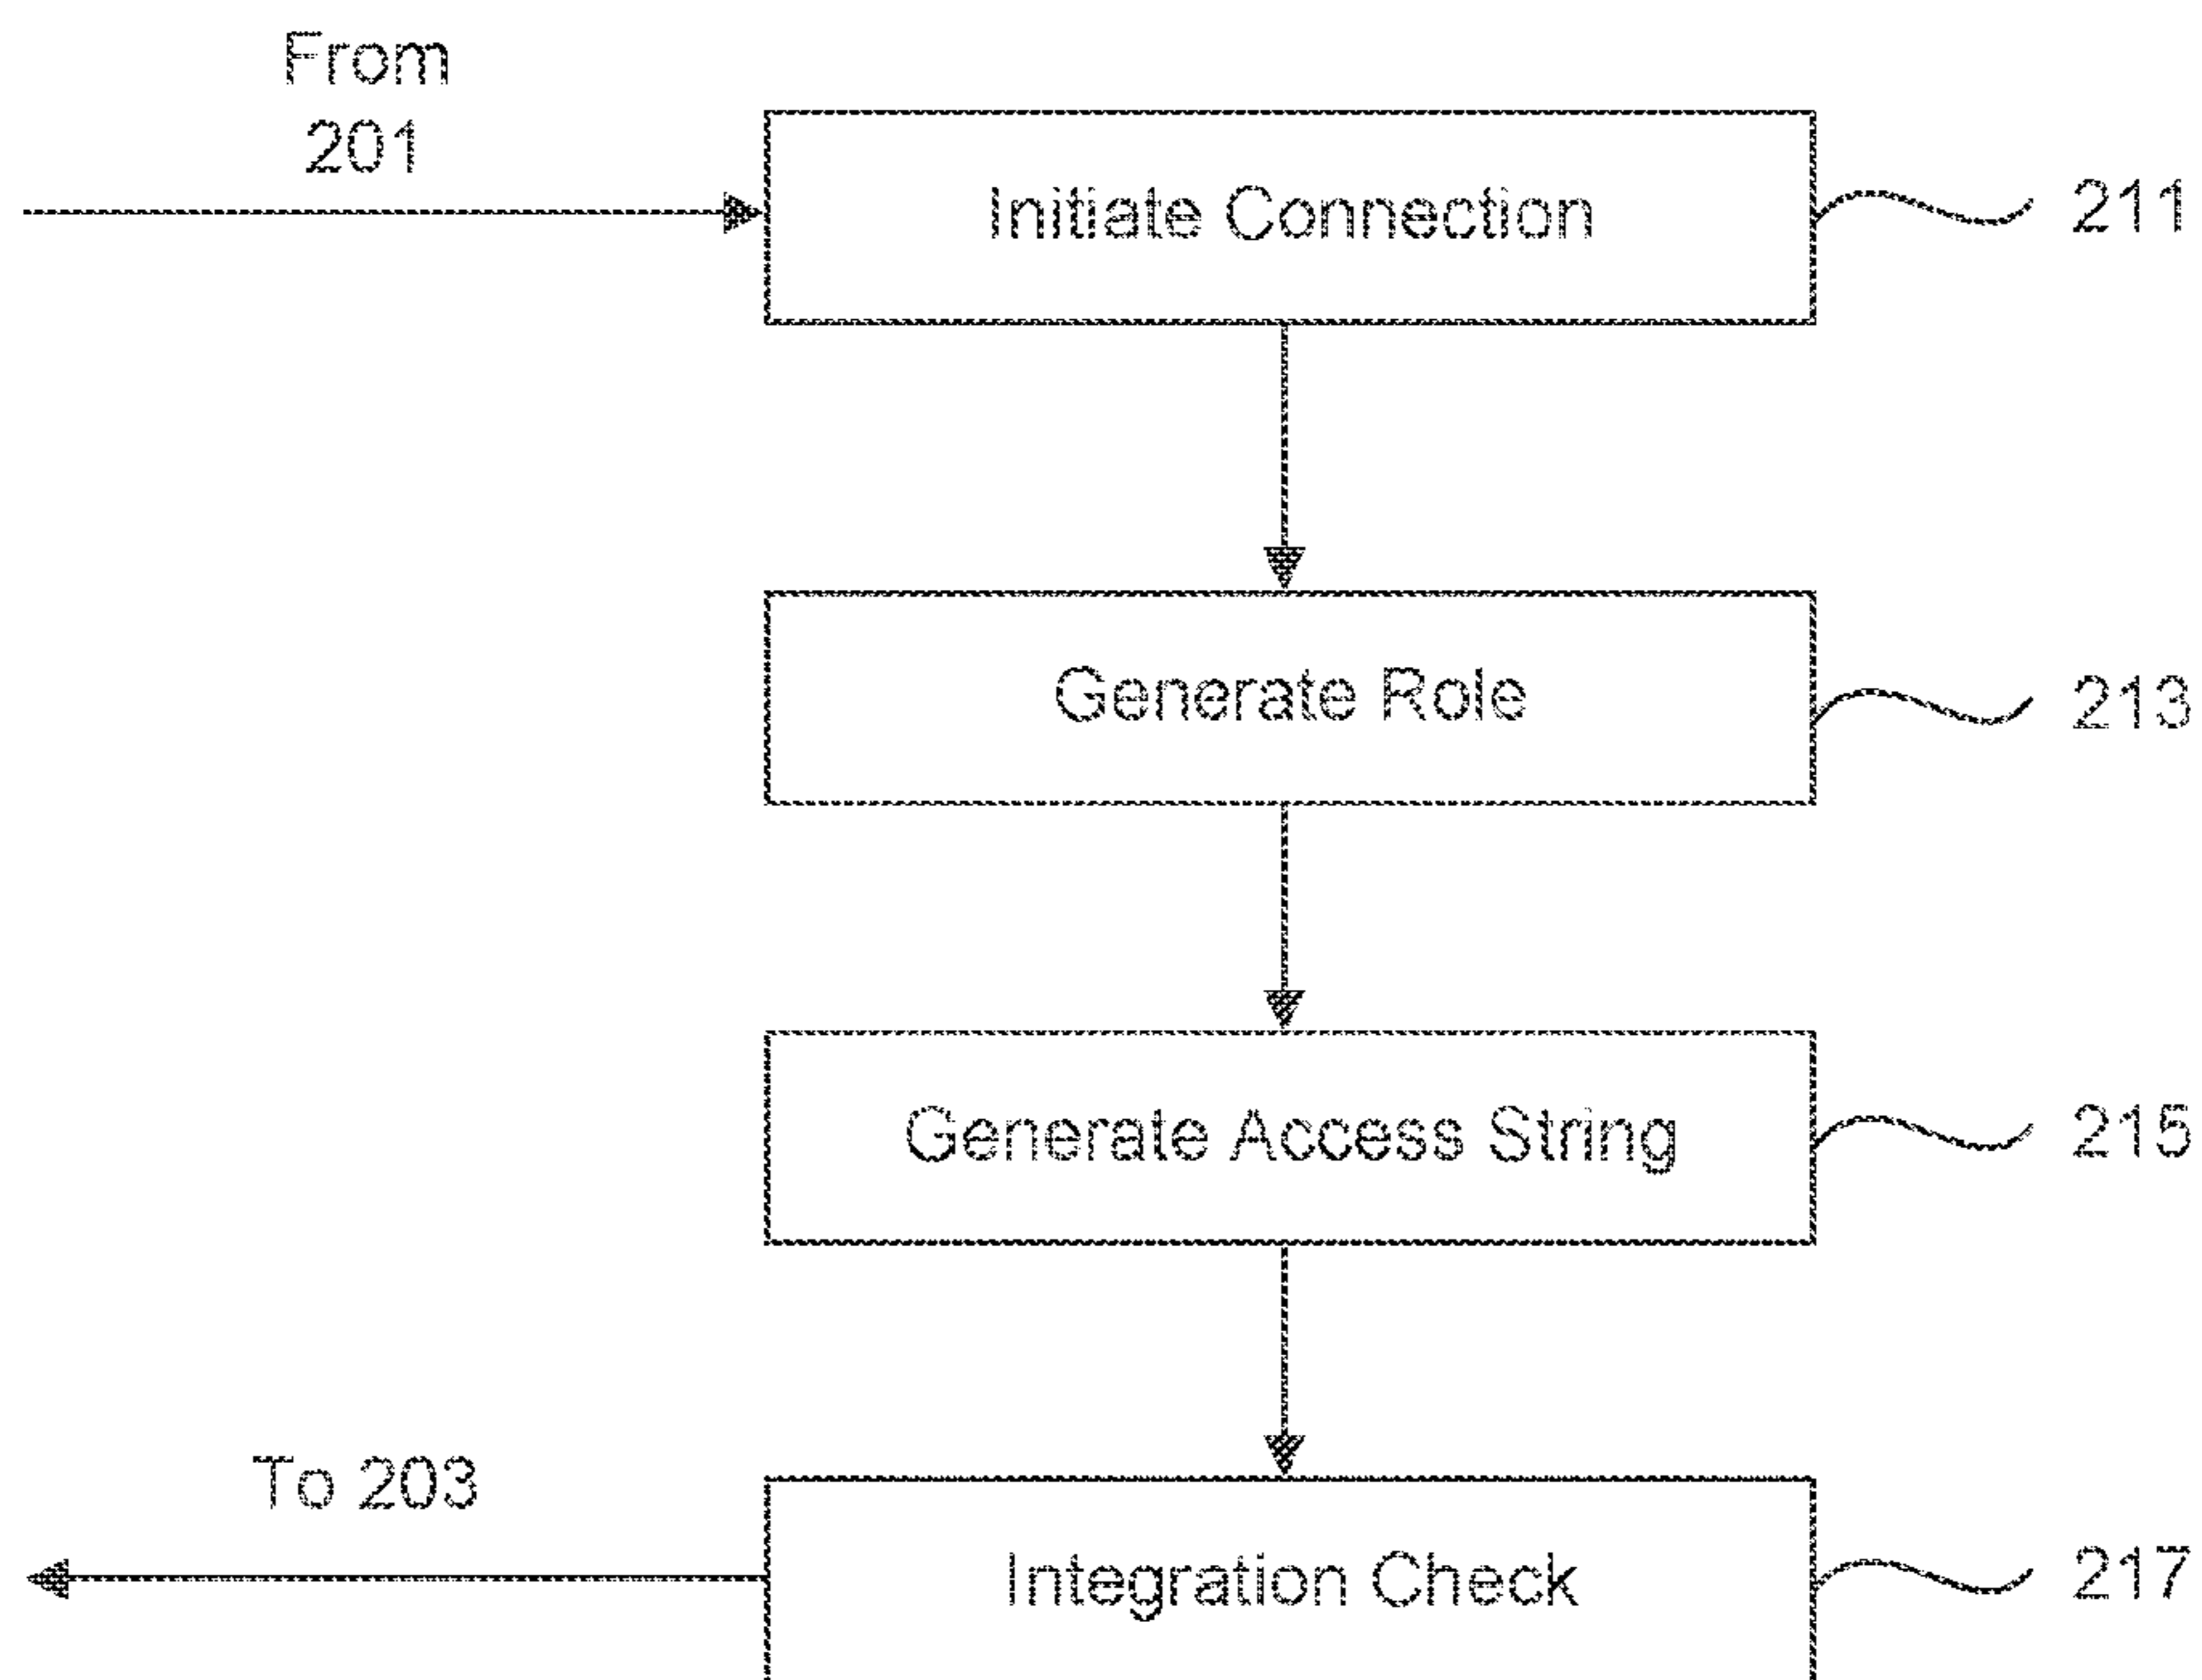 From
201
Initiate Connection
211
Generate Role
213
Generate Access String
215
To 203
Integration Check
217